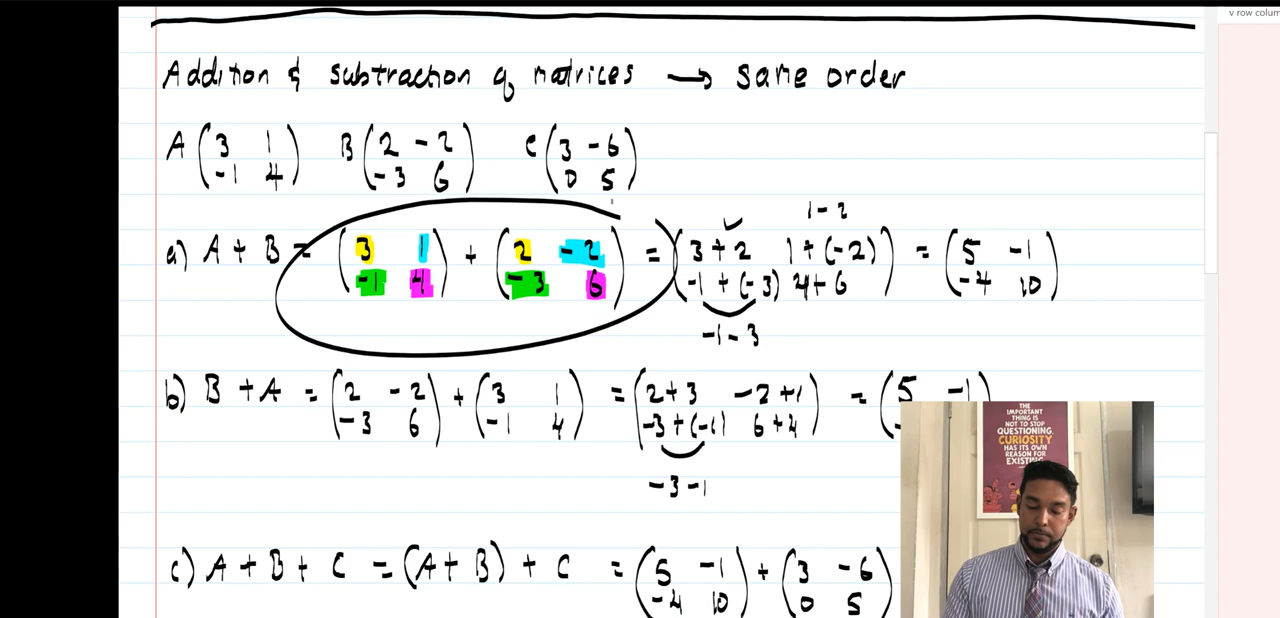 v row colum
Addition & subtraction of matrices → same order
A (3 1) B (2 -2) C (3 -6)
(-1 4) (-3 6) (0 5)
1 - 2
a) A + B = (3 1) + (2 -2) = (3 + 2 1 + (-2)) = (5 -1)
(-1 4) (-3 6) (-1 + (-3) 4 + 6) (-4 10)
-1 - 3
b) B + A = (2 -2) + (3 1) = (2 + 3 -2 + 1) = (5 -1)
(-3 6) (-1 4) (-3 + (-1) 6 + 4)
-3 - 1
c) A + B + C = (A + B) + C = (5 -1) + (3 -6)
(-4 10) (0 5)
THE
IMPORTANT
THING IS
NOT TO STOP
QUESTIONING.
CURIOSITY
HAS ITS OWN
REASON FOR
EXISTING